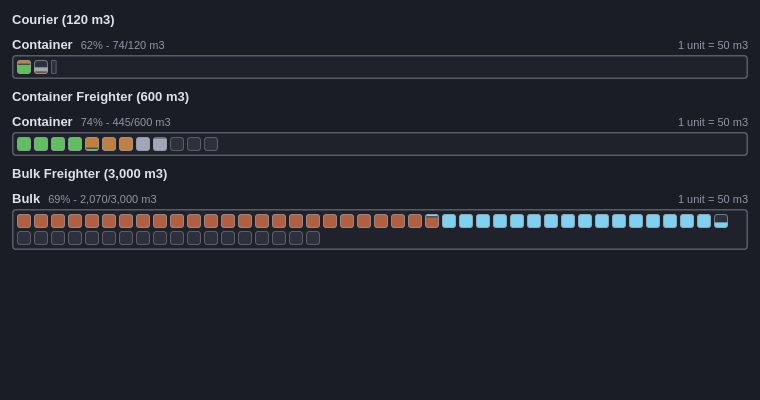 Courier (120 m3)
Container 62% - 74/120 m3 1 unit = 50 m3
Container Freighter (600 m3)
Container 74% - 445/600 m3 1 unit = 50 m3
Bulk Freighter (3,000 m3)
Bulk 69% - 2,070/3,000 m3 1 unit = 50 m3